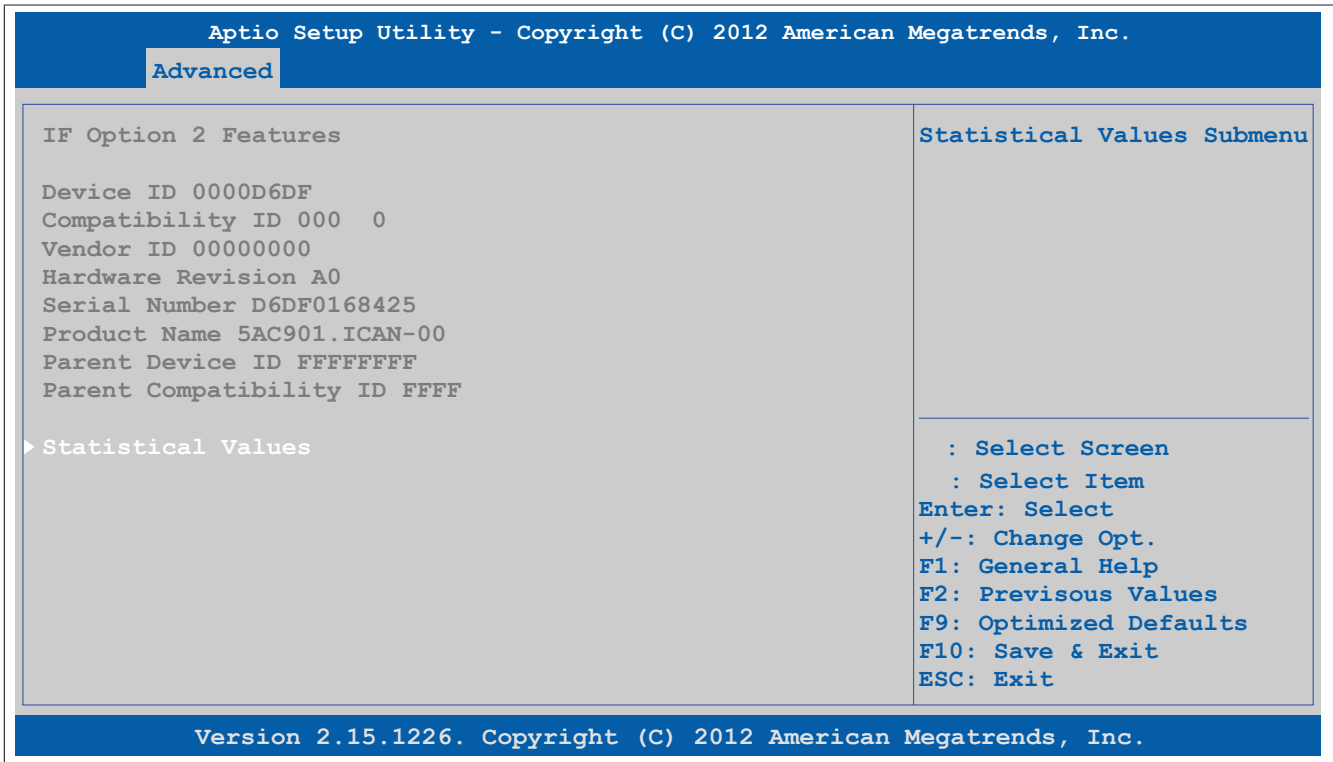 Aptio Setup Utility - Copyright (C) 2012 American Megatrends, Inc.
Advanced
IF Option 2 Features
Device ID 0000D6DF
Compatibility ID 000  0
Vendor ID 00000000
Hardware Revision A0
Serial Number D6DF0168425
Product Name 5AC901.ICAN-00
Parent Device ID FFFFFFFF
Parent Compatibility ID FFFF
Statistical Values
Statistical Values Submenu
: Select Screen
: Select Item
Enter: Select
+/-: Change Opt.
F1: General Help
F2: Previsous Values
F9: Optimized Defaults
F10: Save & Exit
ESC: Exit
Version 2.15.1226. Copyright (C) 2012 American Megatrends, Inc.